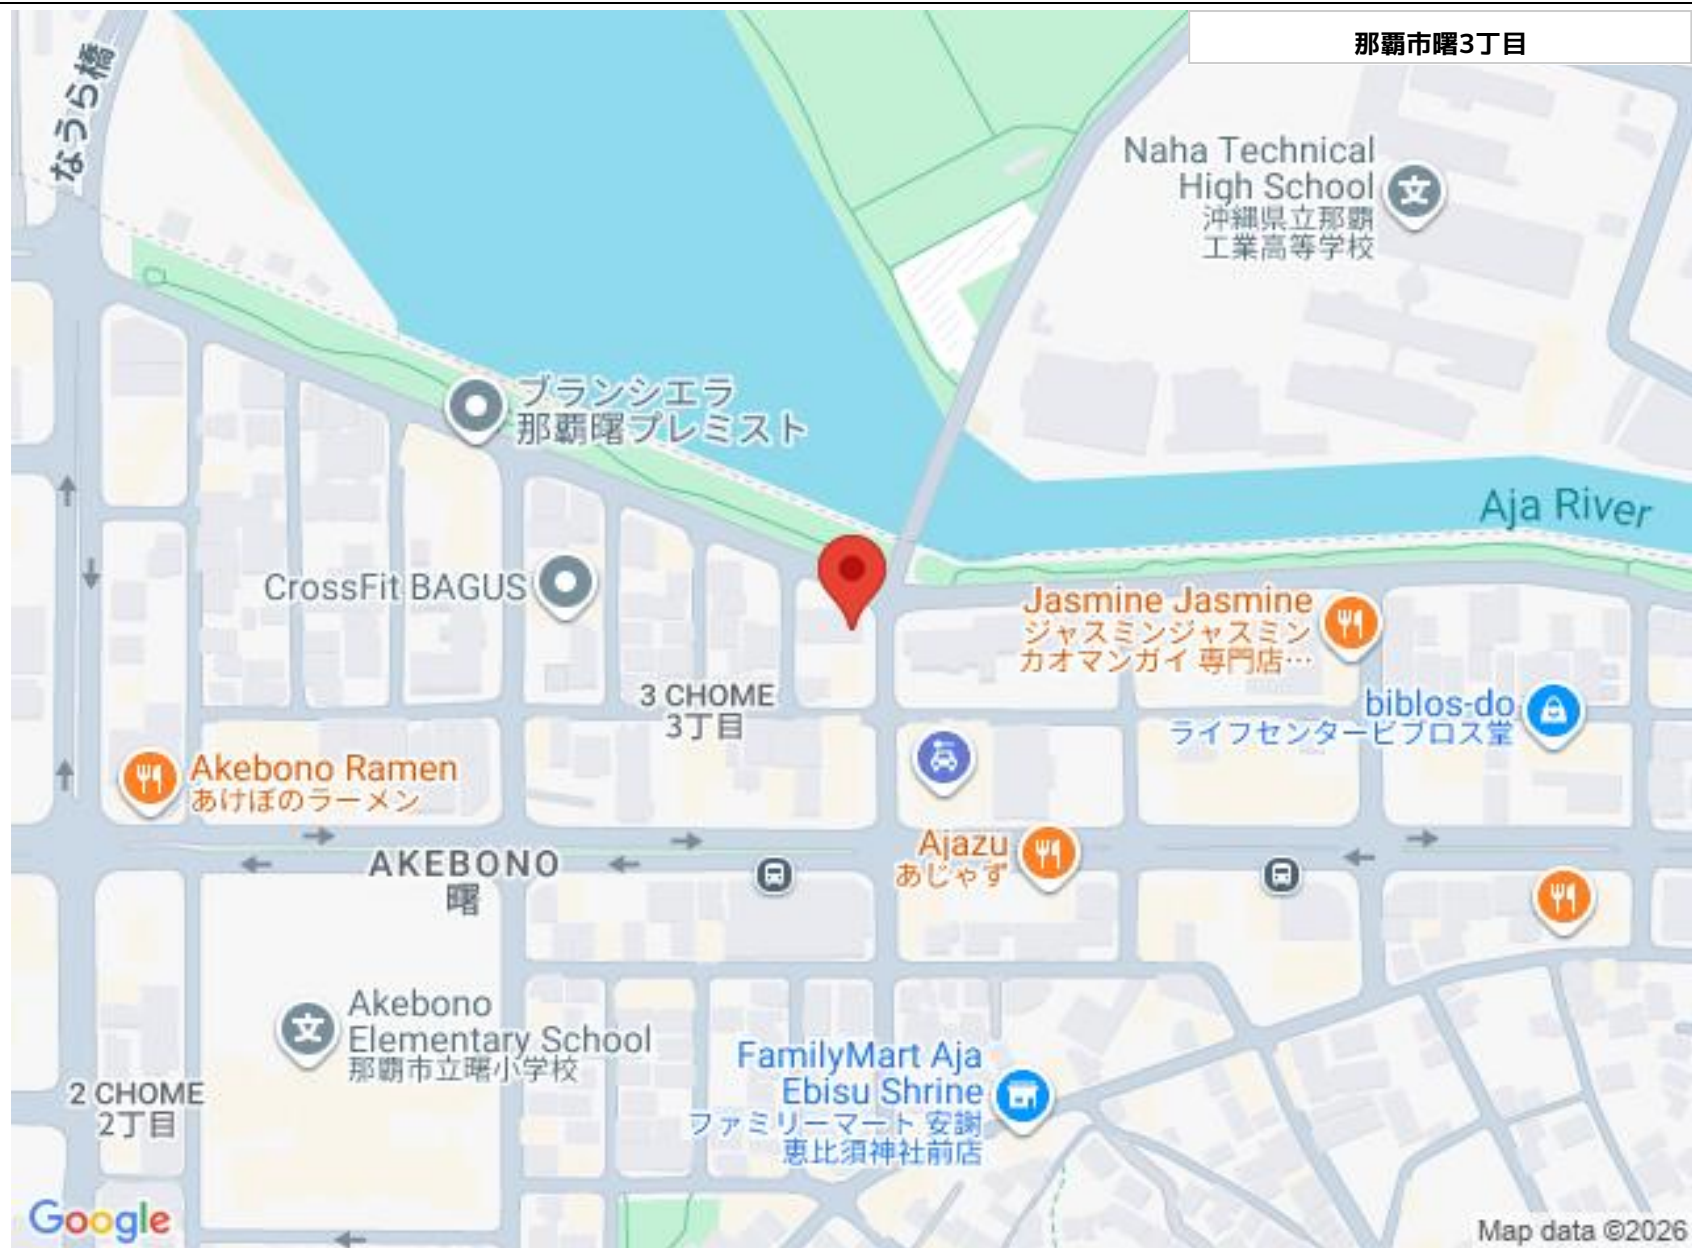 那覇市曙3丁目
なうら橋
Naha Technical
High School
沖縄県立那覇
工業高等学校
ブランシエラ
那覇曙プレミスト
Aja River
CrossFit BAGUS
Jasmine Jasmine
ジャスミンジャスミン
カオマンガイ 専門店…
3 CHOME
3丁目
biblos-do
ライフセンタービブロス堂
Akebono Ramen
あけぼのラーメン
AKEBONO
曙
Ajazu
あじゃず
Akebono
Elementary School
那覇市立曙小学校
FamilyMart Aja
Ebisu Shrine
ファミリーマート 安謝
恵比須神社前店
2 CHOME
2丁目
Google
Map data ©2026